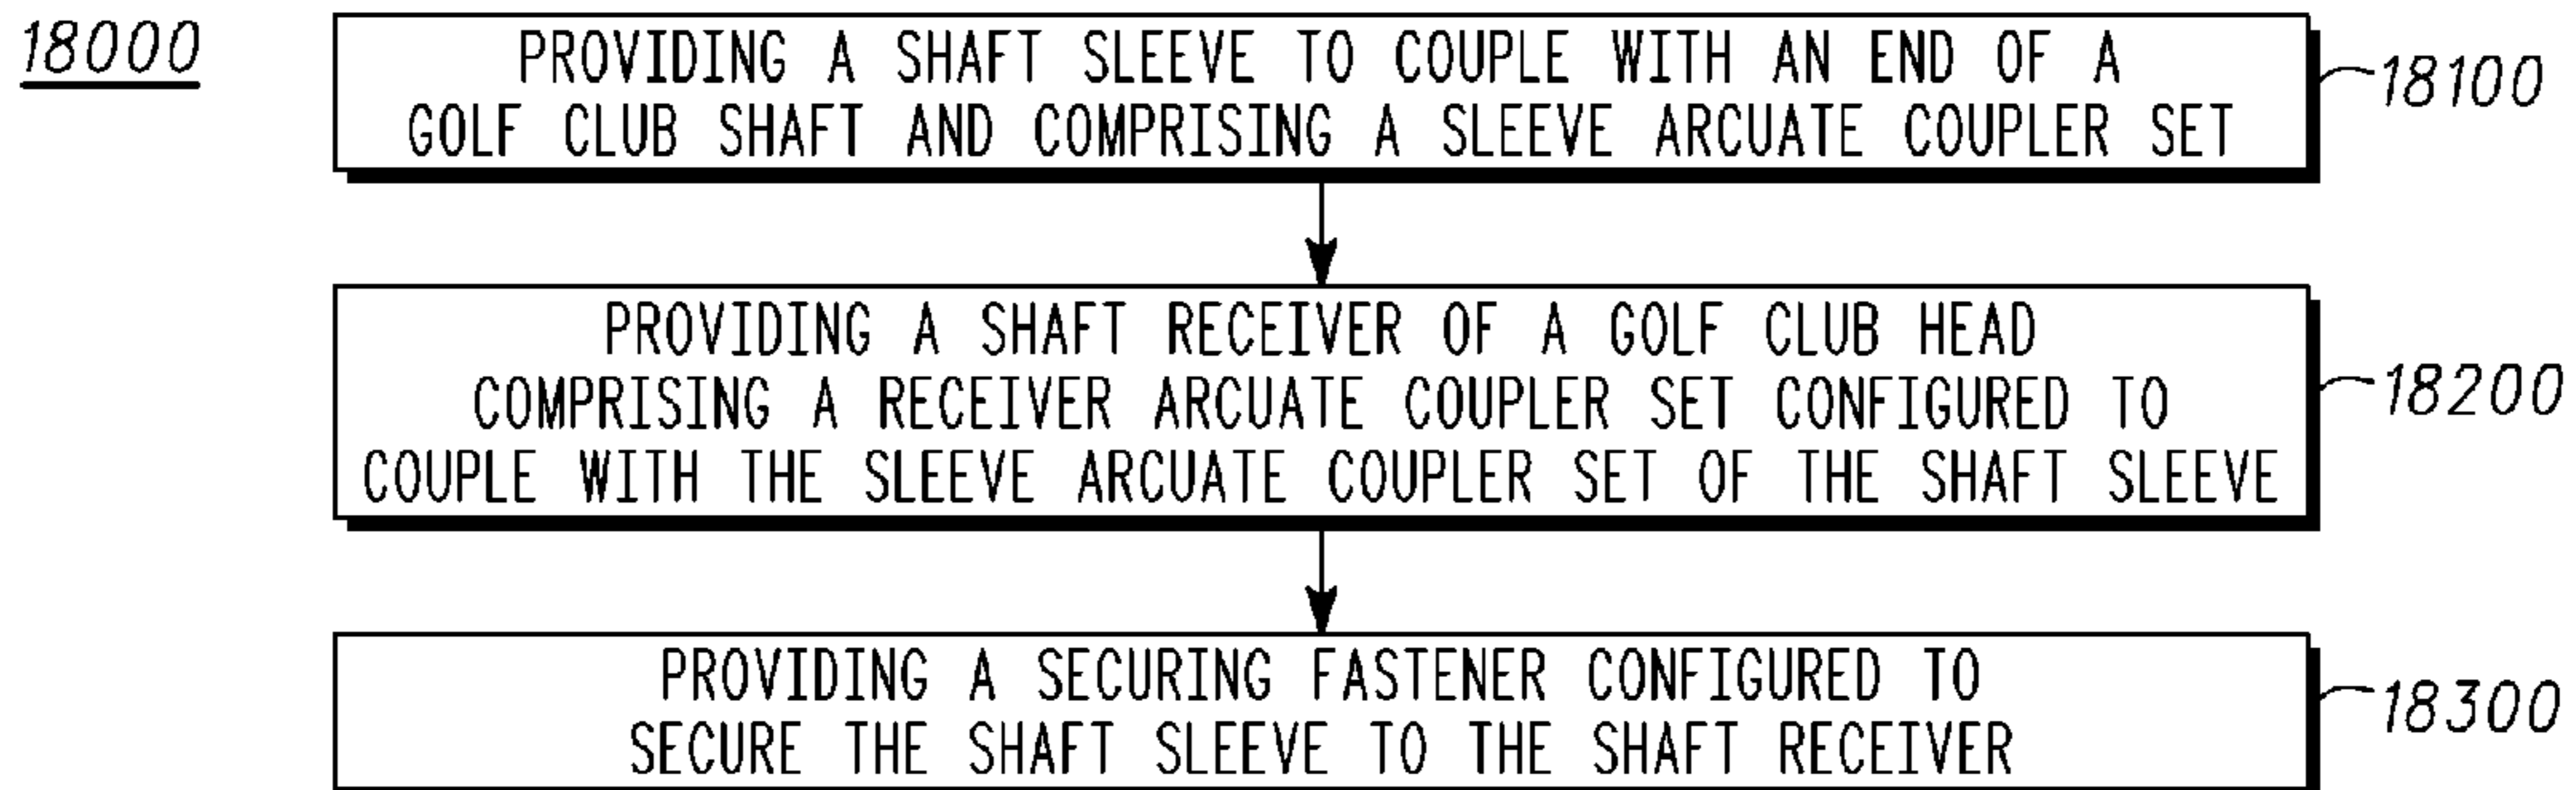 18000
PROVIDING A SHAFT SLEEVE TO COUPLE WITH AN END OF A
GOLF CLUB SHAFT AND COMPRISING A SLEEVE ARCUATE COUPLER SET
18100
PROVIDING A SHAFT RECEIVER OF A GOLF CLUB HEAD
COMPRISING A RECEIVER ARCUATE COUPLER SET CONFIGURED TO
COUPLE WITH THE SLEEVE ARCUATE COUPLER SET OF THE SHAFT SLEEVE
18200
PROVIDING A SECURING FASTENER CONFIGURED TO
SECURE THE SHAFT SLEEVE TO THE SHAFT RECEIVER
18300